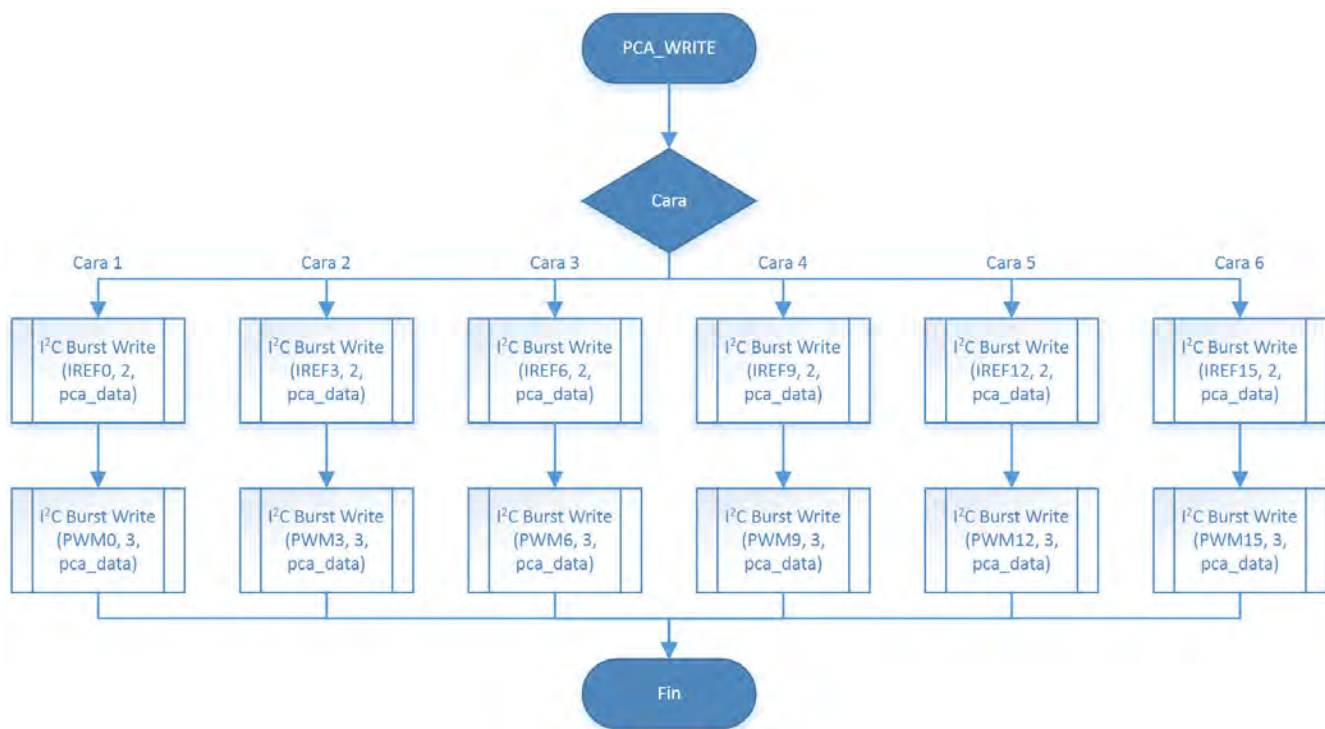 PCA_WRITE
Cara
Cara 1
Cara 2
Cara 3
Cara 4
Cara 5
Cara 6
I²C Burst Write
(IREF0, 2,
pca_data)
I²C Burst Write
(IREF3, 2,
pca_data)
I²C Burst Write
(IREF6, 2,
pca_data)
I²C Burst Write
(IREF9, 2,
pca_data)
I²C Burst Write
(IREF12, 2,
pca_data)
I²C Burst Write
(IREF15, 2,
pca_data)
I²C Burst Write
(PWM0, 3,
pca_data)
I²C Burst Write
(PWM3, 3,
pca_data)
I²C Burst Write
(PWM6, 3,
pca_data)
I²C Burst Write
(PWM9, 3,
pca_data)
I²C Burst Write
(PWM12, 3,
pca_data)
I²C Burst Write
(PWM15, 3,
pca_data)
Fin